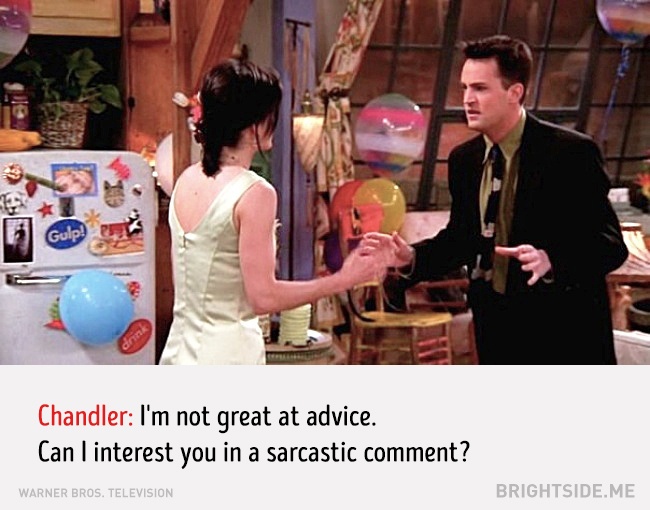 Gulp!
drink
Chandler: I'm not great at advice.
Can I interest you in a sarcastic comment?
WARNER BROS. TELEVISION
BRIGHTSIDE.ME